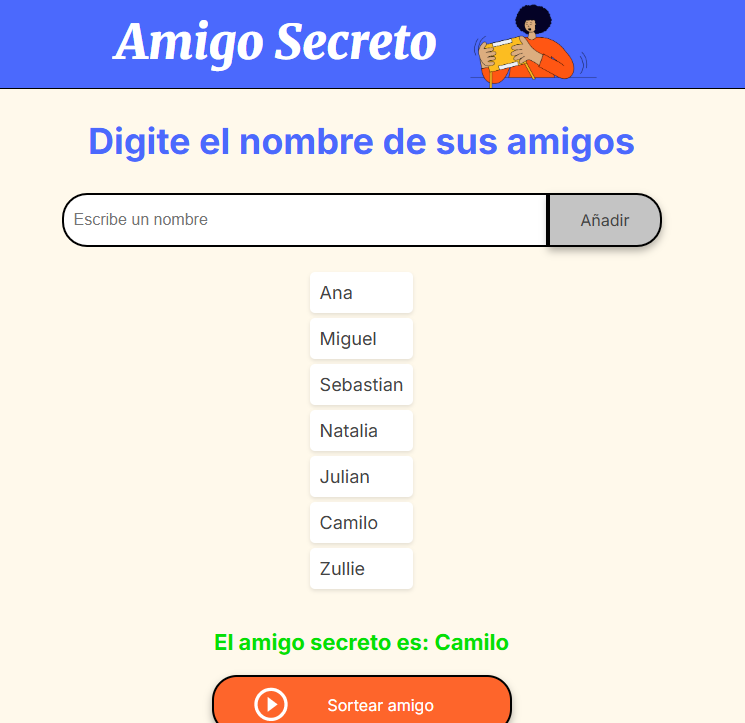 Amigo Secreto
Digite el nombre de sus amigos
Escribe un nombre
Añadir
Ana
Miguel
Sebastian
Natalia
Julian
Camilo
Zullie
El amigo secreto es: Camilo
Sortear amigo